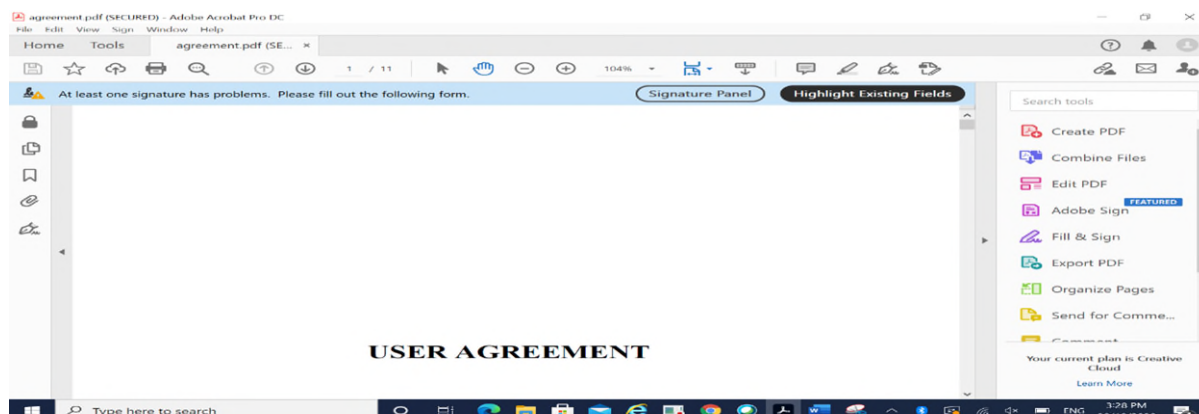 agreement.pdf (SECURED) - Adobe Acrobat Pro DC
File Edit View Sign Window Help
Home Tools agreement.pdf (SE... ×
1 / 11 104%
At least one signature has problems. Please fill out the following form. Signature Panel Highlight Existing Fields
Search tools
Create PDF
Combine Files
Edit PDF
FEATURED
Adobe Sign
Fill & Sign
Export PDF
Organize Pages
Send for Comme...
USER AGREEMENT
Your current plan is Creative
Cloud
Learn More
Type here to search
ENG
3:28 PM